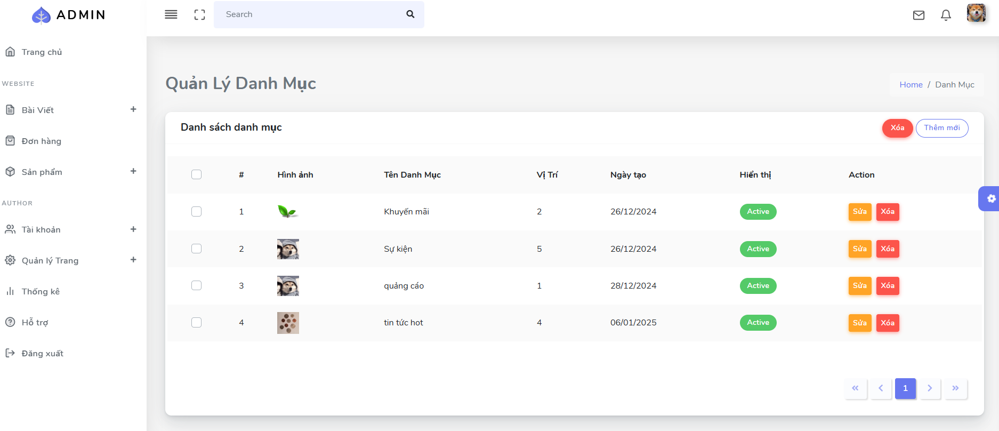 ADMIN
Search
Trang chủ
WEBSITE
Bài Viết
Đơn hàng
Sản phẩm
AUTHOR
Tài khoản
Quản lý Trang
Thống kê
Hỗ trợ
Đăng xuất
Quản Lý Danh Mục
Home / Danh Mục
Danh sách danh mục
Xóa Thêm mới
# Hình ảnh Tên Danh Mục Vị Trí Ngày tạo Hiển thị Action
1 Khuyến mãi 2 26/12/2024 Active Sửa Xóa
2 Sự kiện 5 26/12/2024 Active Sửa Xóa
3 quảng cáo 1 28/12/2024 Active Sửa Xóa
4 tin tức hot 4 06/01/2025 Active Sửa Xóa
« ‹ 1 › »